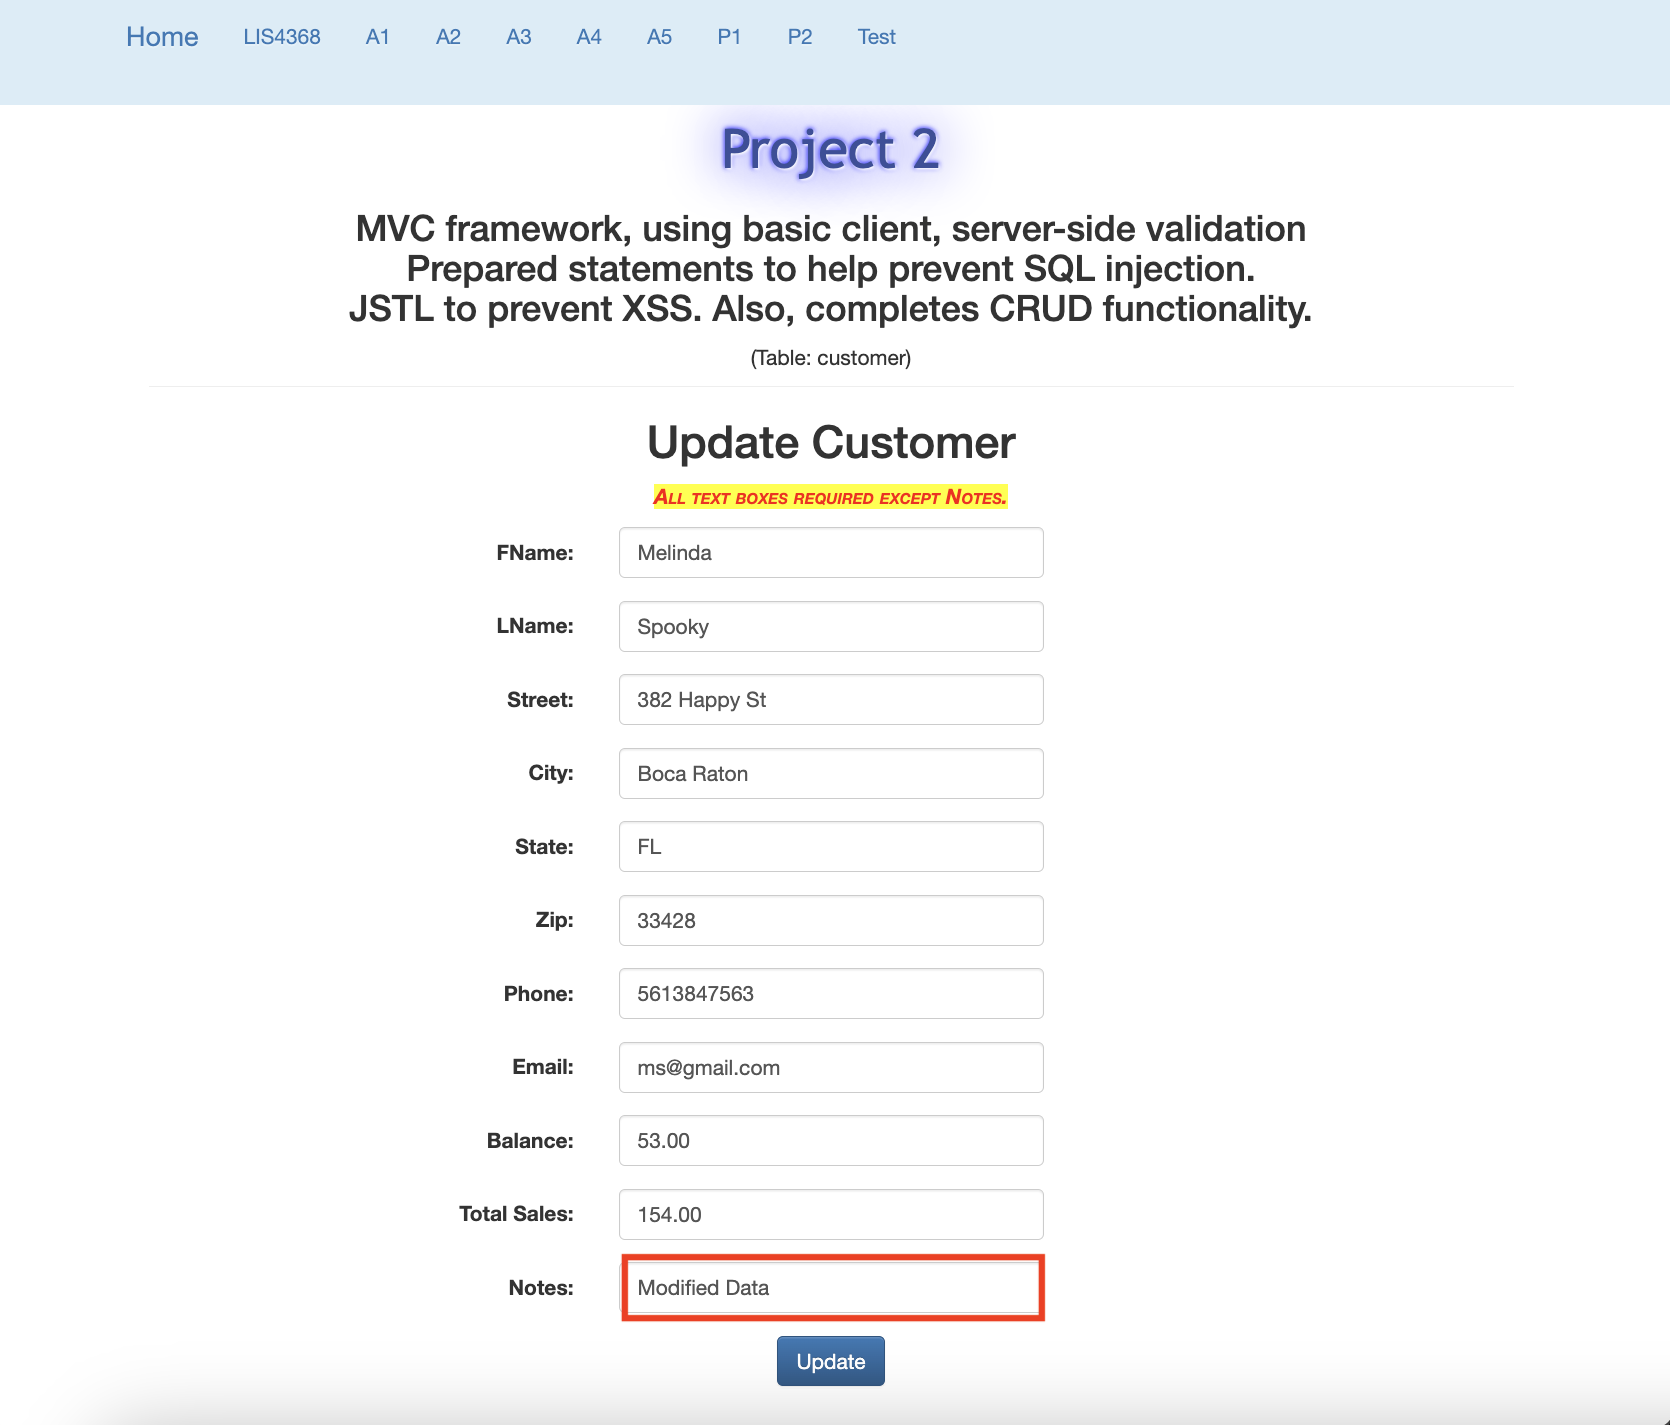 Home LIS4368 A1 A2 A3 A4 A5 P1 P2 Test
Project 2
MVC framework, using basic client, server-side validation
Prepared statements to help prevent SQL injection.
JSTL to prevent XSS. Also, completes CRUD functionality.
(Table: customer)
Update Customer
All text boxes required except Notes.
FName: Melinda
LName: Spooky
Street: 382 Happy St
City: Boca Raton
State: FL
Zip: 33428
Phone: 5613847563
Email: ms@gmail.com
Balance: 53.00
Total Sales: 154.00
Notes: Modified Data
Update